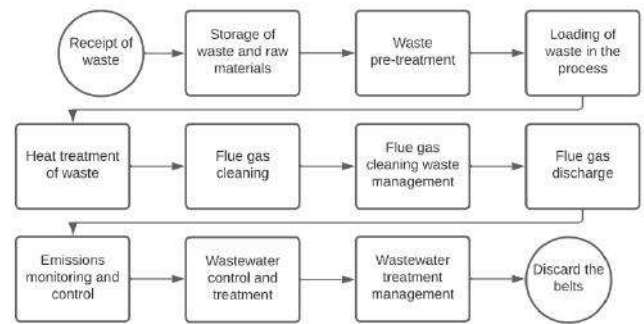 Receipt of
waste
Storage of
waste and raw
materials
Waste
pre-treatment
Loading of
waste in the
process
Heat treatment
of waste
Flue gas
cleaning
Flue gas
cleaning waste
management
Flue gas
discharge
Emissions
monitoring and
control
Wastewater
control and
treatment
Wastewater
treatment
management
Discard the
belts